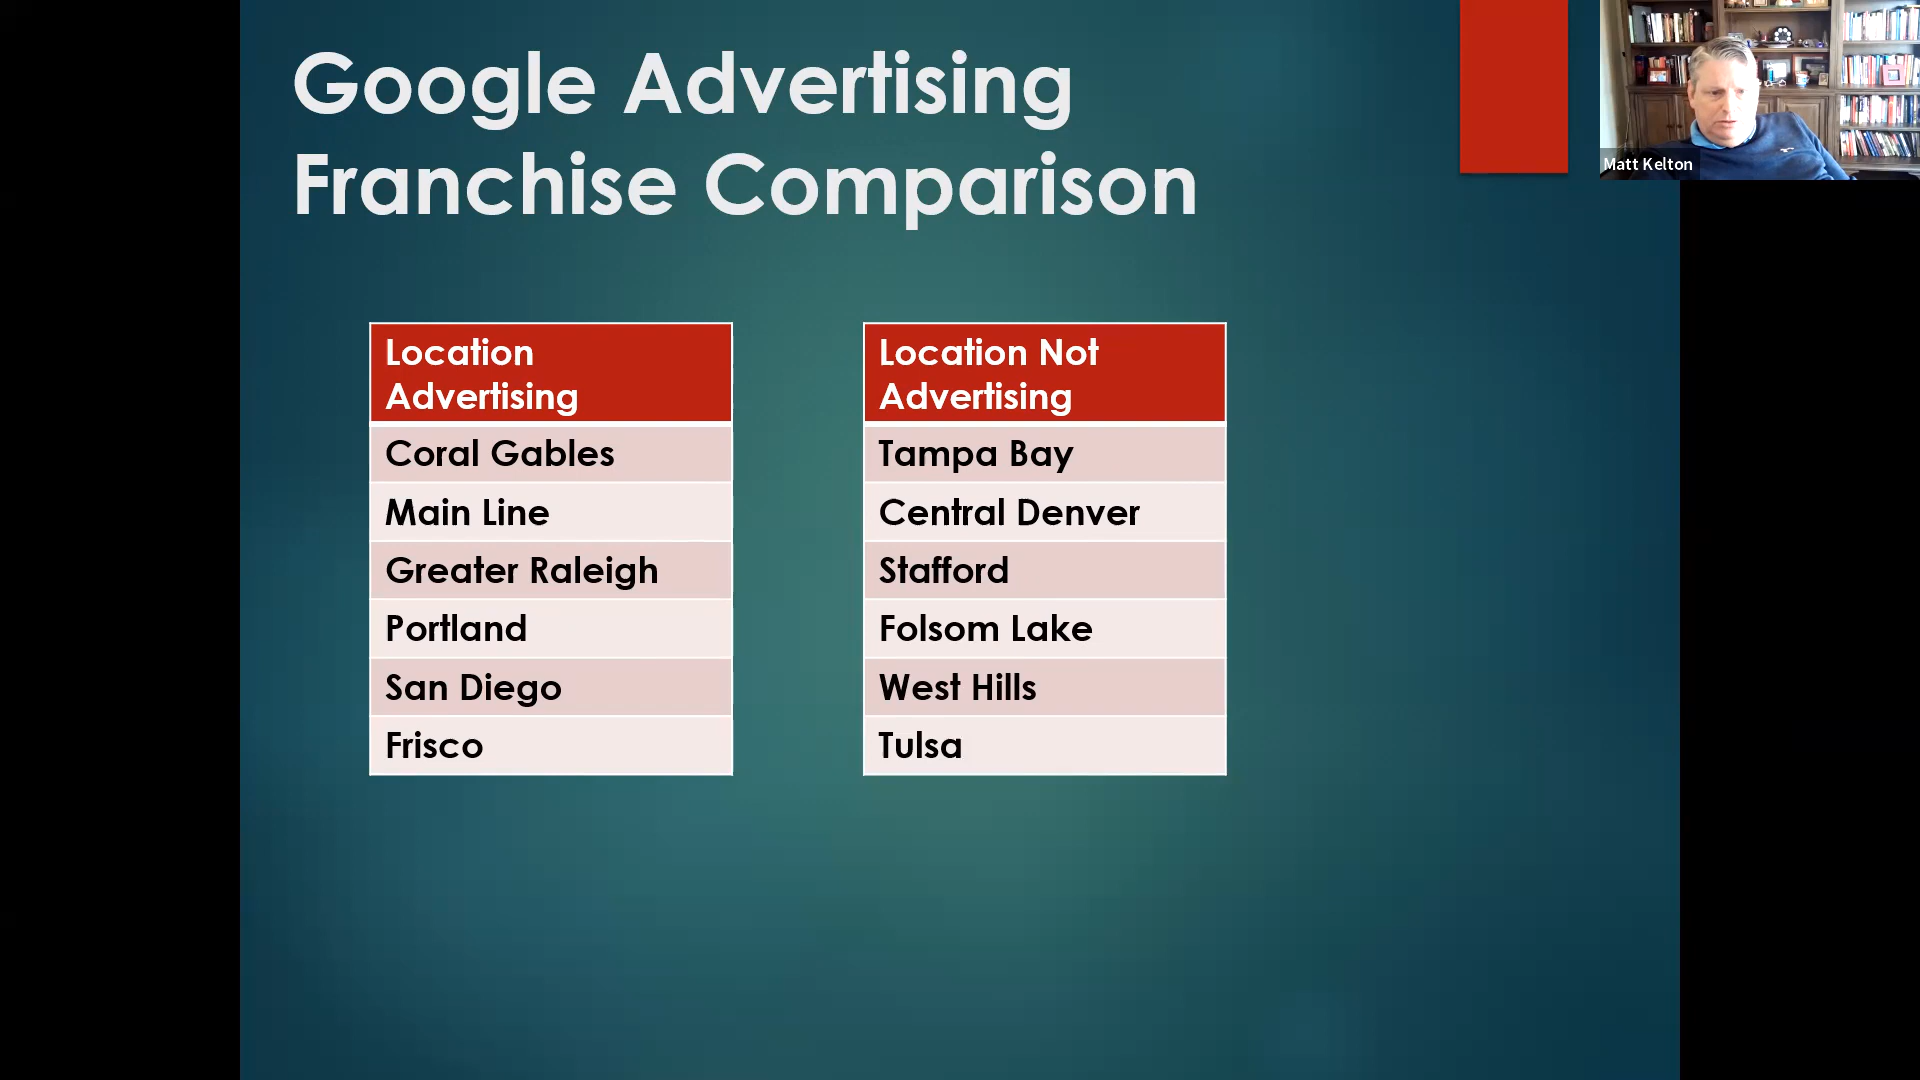 Google Advertising
Franchise Comparison
Matt Kelton
Location
Advertising
Coral Gables
Main Line
Greater Raleigh
Portland
San Diego
Frisco
Location Not
Advertising
Tampa Bay
Central Denver
Stafford
Folsom Lake
West Hills
Tulsa